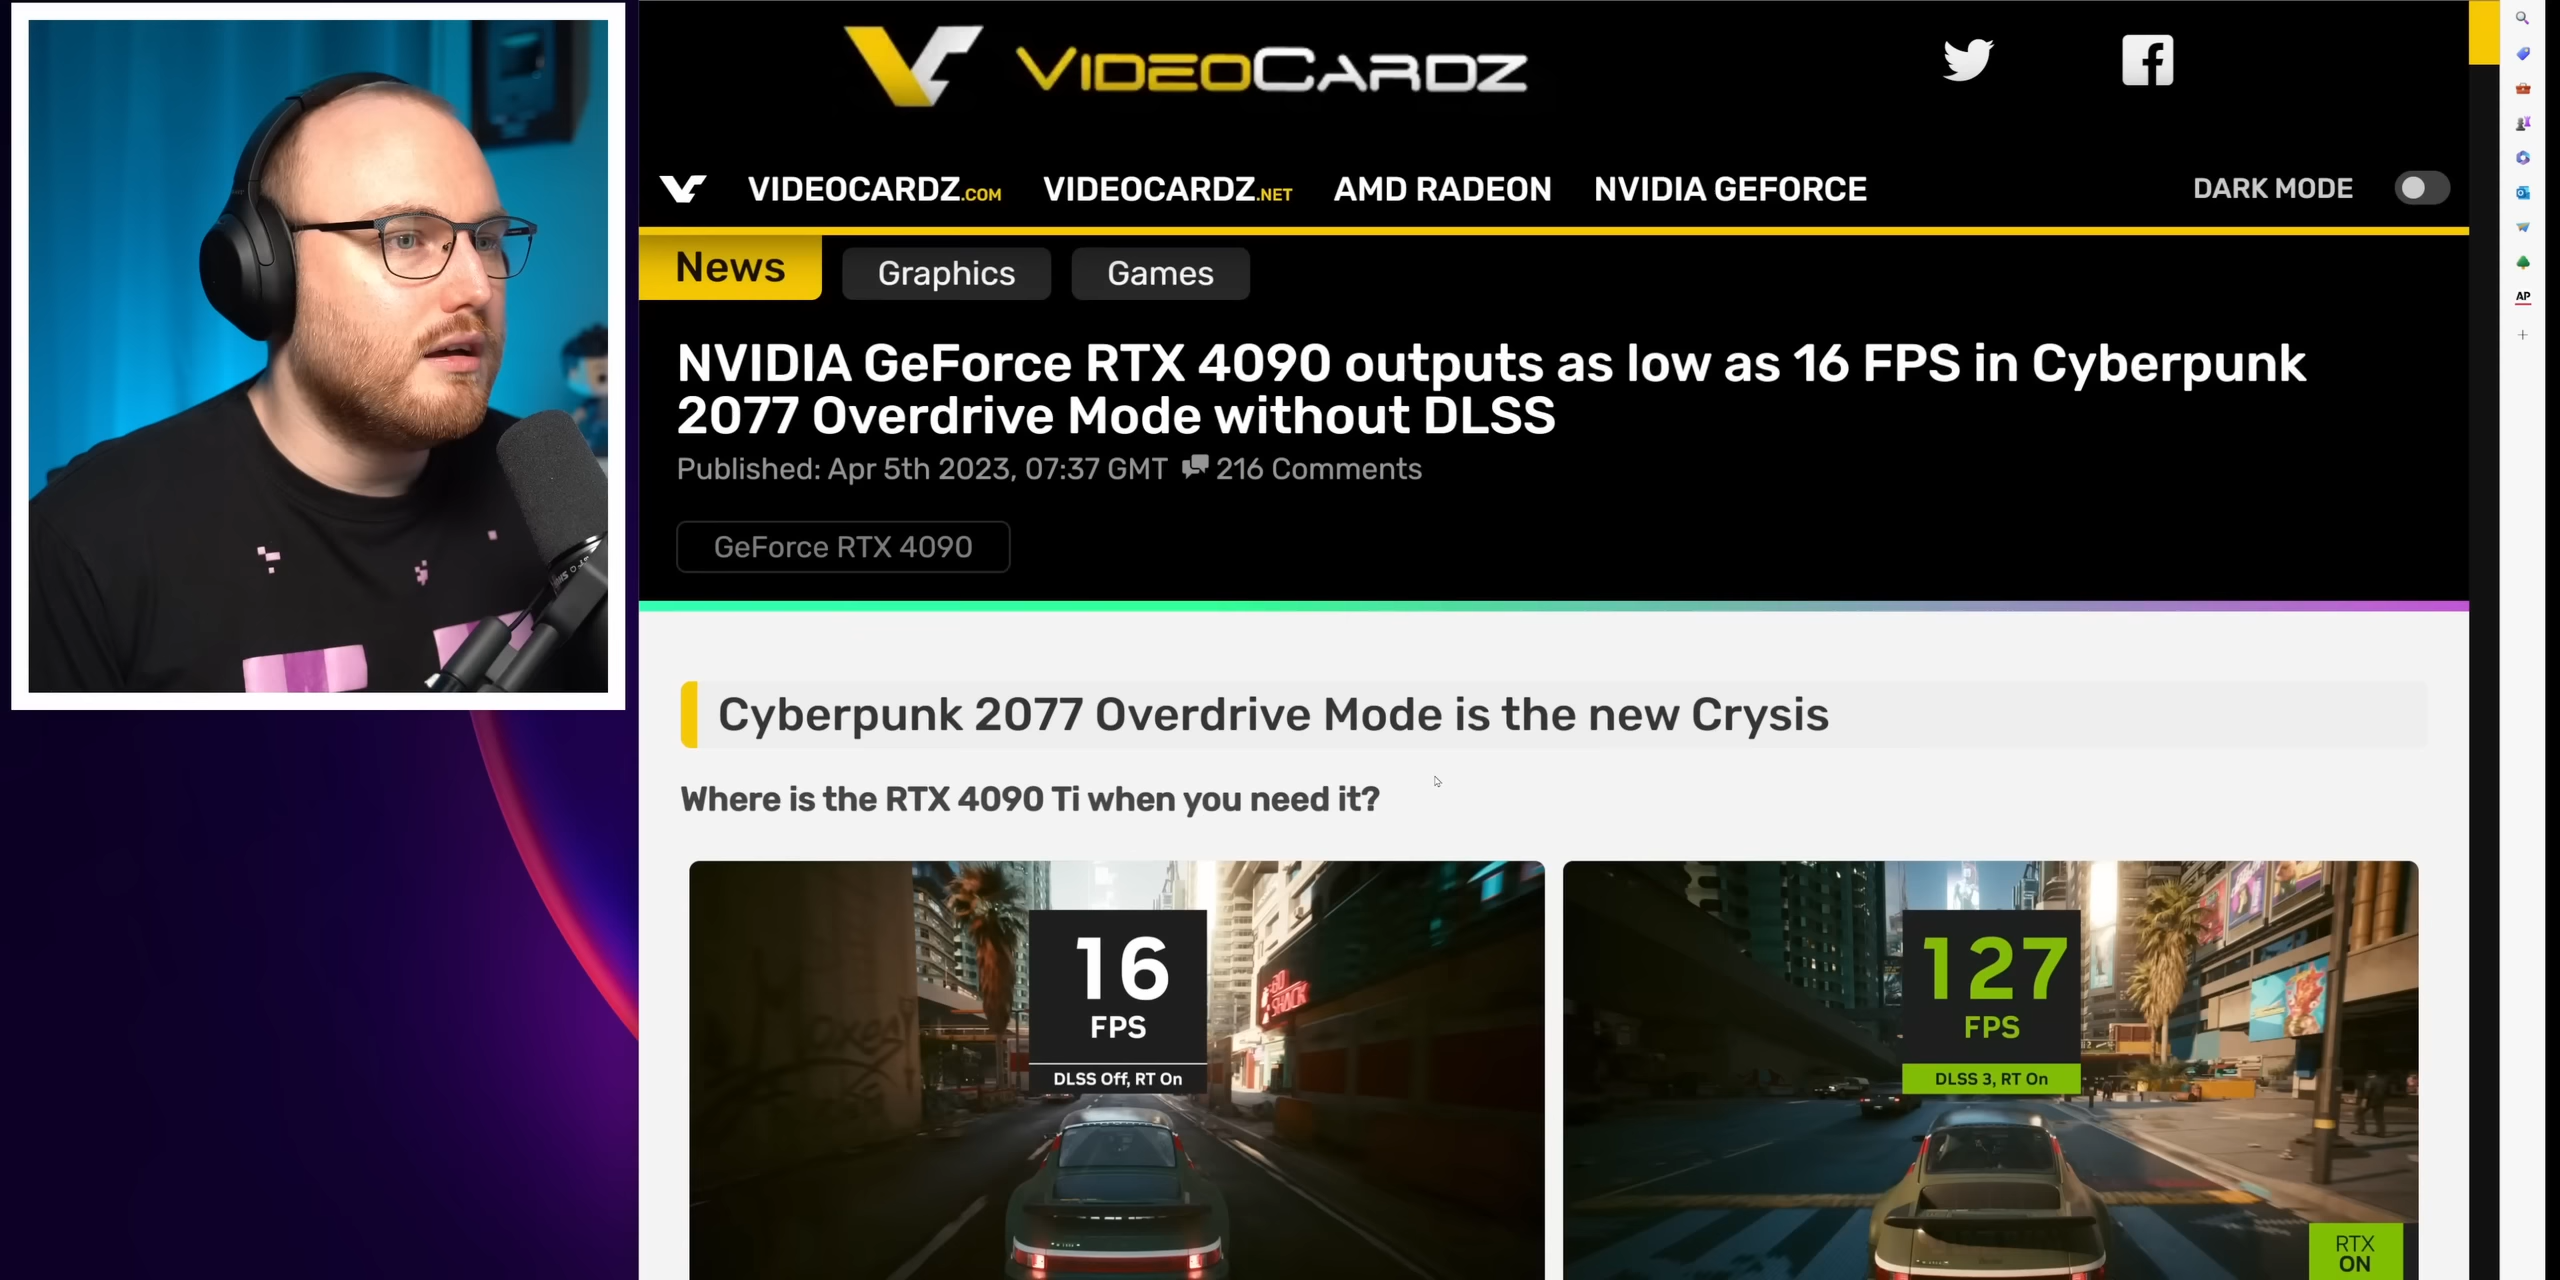 VIDEOCARDZ
VIDEOCARDZ.COM VIDEOCARDZ.NET AMD RADEON NVIDIA GEFORCE DARK MODE
News Graphics Games
NVIDIA GeForce RTX 4090 outputs as low as 16 FPS in Cyberpunk
2077 Overdrive Mode without DLSS
Published: Apr 5th 2023, 07:37 GMT 216 Comments
GeForce RTX 4090
Cyberpunk 2077 Overdrive Mode is the new Crysis
Where is the RTX 4090 Ti when you need it?
16
FPS
DLSS Off, RT On
127
FPS
DLSS 3, RT On
RTX
ON
AP